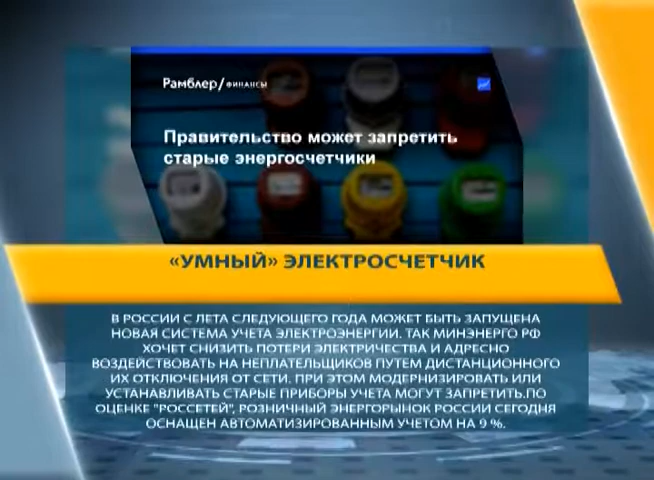 Рамблер/финансы
Правительство может запретить
старые энергосчетчики
«УМНЫЙ» ЭЛЕКТРОСЧЕТЧИК
В РОССИИ С ЛЕТА СЛЕДУЮЩЕГО ГОДА МОЖЕТ БЫТЬ ЗАПУЩЕНА
НОВАЯ СИСТЕМА УЧЕТА ЭЛЕКТРОЭНЕРГИИ. ТАК МИНЭНЕРГО РФ
ХОЧЕТ СНИЗИТЬ ПОТЕРИ ЭЛЕКТРИЧЕСТВА И АДРЕСНО
ВОЗДЕЙСТВОВАТЬ НА НЕПЛАТЕЛЬЩИКОВ ПУТЕМ ДИСТАНЦИОННОГО
ИХ ОТКЛЮЧЕНИЯ ОТ СЕТИ. ПРИ ЭТОМ МОДЕРНИЗИРОВАТЬ ИЛИ
УСТАНАВЛИВАТЬ СТАРЫЕ ПРИБОРЫ УЧЕТА МОГУТ ЗАПРЕТИТЬ.ПО
ОЦЕНКЕ "РОССЕТЕЙ", РОЗНИЧНЫЙ ЭНЕРГОРЫНОК РОССИИ СЕГОДНЯ
ОСНАЩЕН АВТОМАТИЗИРОВАННЫМ УЧЕТОМ НА 9 %.